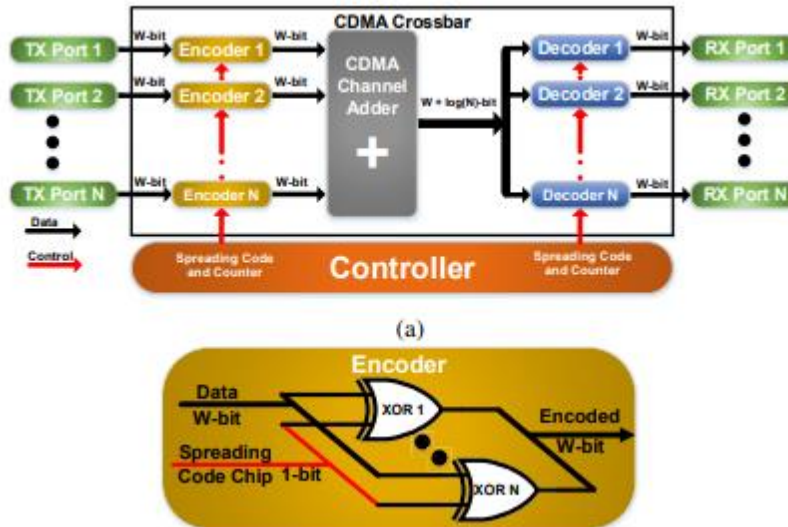 CDMA Crossbar
TX Port 1 W-bit Encoder 1 W-bit Decoder 1 W-bit RX Port 1
CDMA
Channel
Adder
+
TX Port 2 W-bit Encoder 2 W-bit W + log(N)-bit Decoder 2 W-bit RX Port 2
TX Port N W-bit Encoder N W-bit Decoder N W-bit RX Port N
Data
Control
Spreading Code
and Counter
Controller
Spreading Code
and Counter
(a)
Encoder
Data
W-bit
XOR 1
Encoded
W-bit
Spreading
Code Chip 1-bit
XOR N